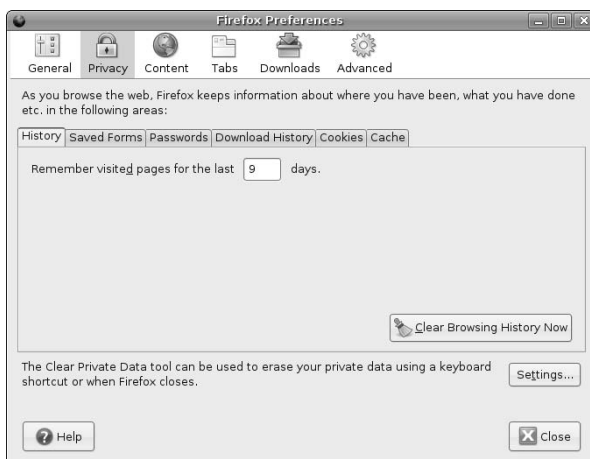 Firefox Preferences
General Privacy Content Tabs Downloads Advanced
As you browse the web, Firefox keeps information about where you have been, what you have done
etc. in the following areas:
History Saved Forms Passwords Download History Cookies Cache
Remember visited pages for the last 9 days.
Clear Browsing History Now
The Clear Private Data tool can be used to erase your private data using a keyboard
shortcut or when Firefox closes.
Settings...
Help Close